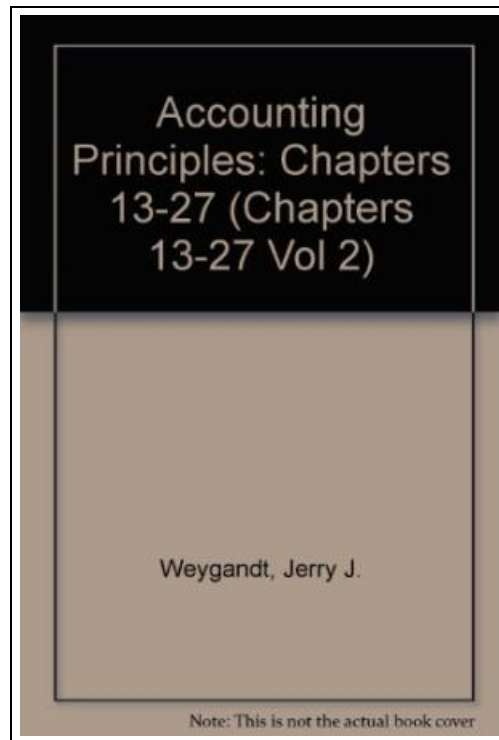 Accounting
Principles: Chapters
13-27 (Chapters
13-27 Vol 2)
Weygandt, Jerry J.
Note: This is not the actual book cover